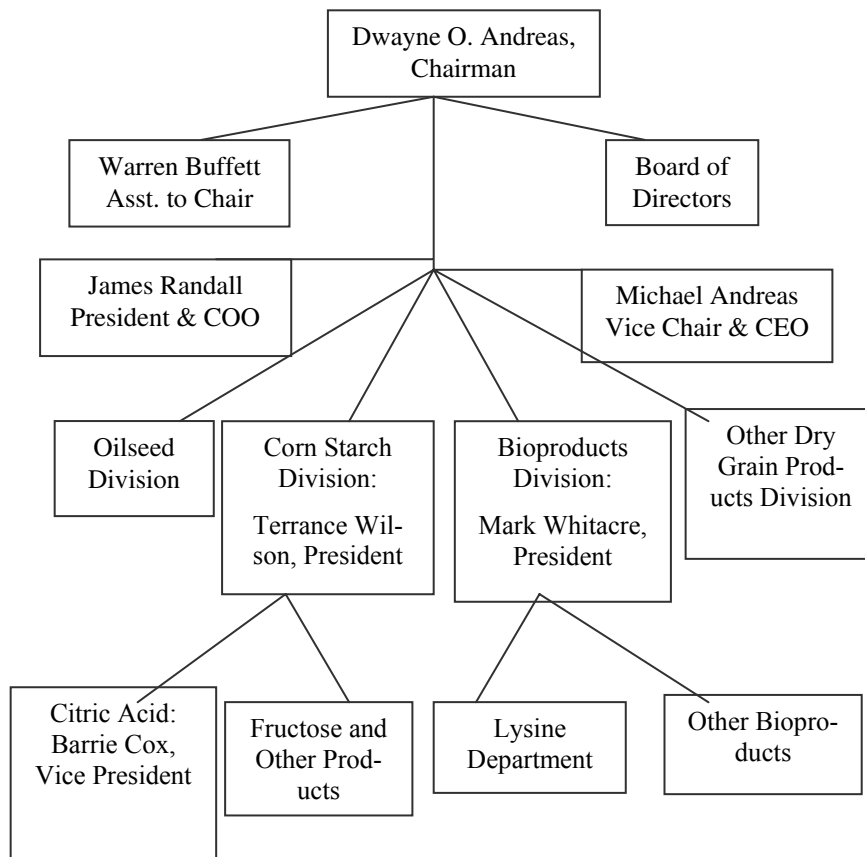 Dwayne O. Andreas,
Chairman
Warren Buffett
Asst. to Chair
Board of
Directors
James Randall
President & COO
Michael Andreas
Vice Chair & CEO
Oilseed
Division
Corn Starch
Division:
Terrance Wil-
son, President
Bioproducts
Division:
Mark Whitacre,
President
Other Dry
Grain Prod-
ucts Division
Citric Acid:
Barrie Cox,
Vice President
Fructose and
Other Prod-
ucts
Lysine
Department
Other Biopro-
ducts